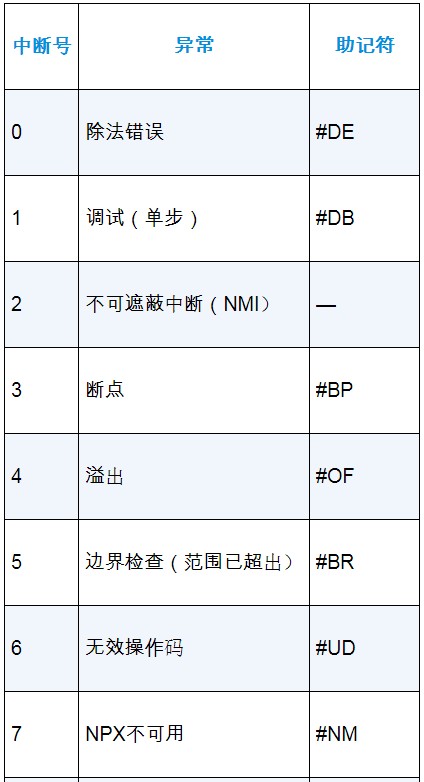 中断号 异常 助记符
0 除法错误 #DE
1 调试（单步） #DB
2 不可遮蔽中断（NMI） —
3 断点 #BP
4 溢出 #OF
5 边界检查（范围已超出） #BR
6 无效操作码 #UD
7 NPX不可用 #NM